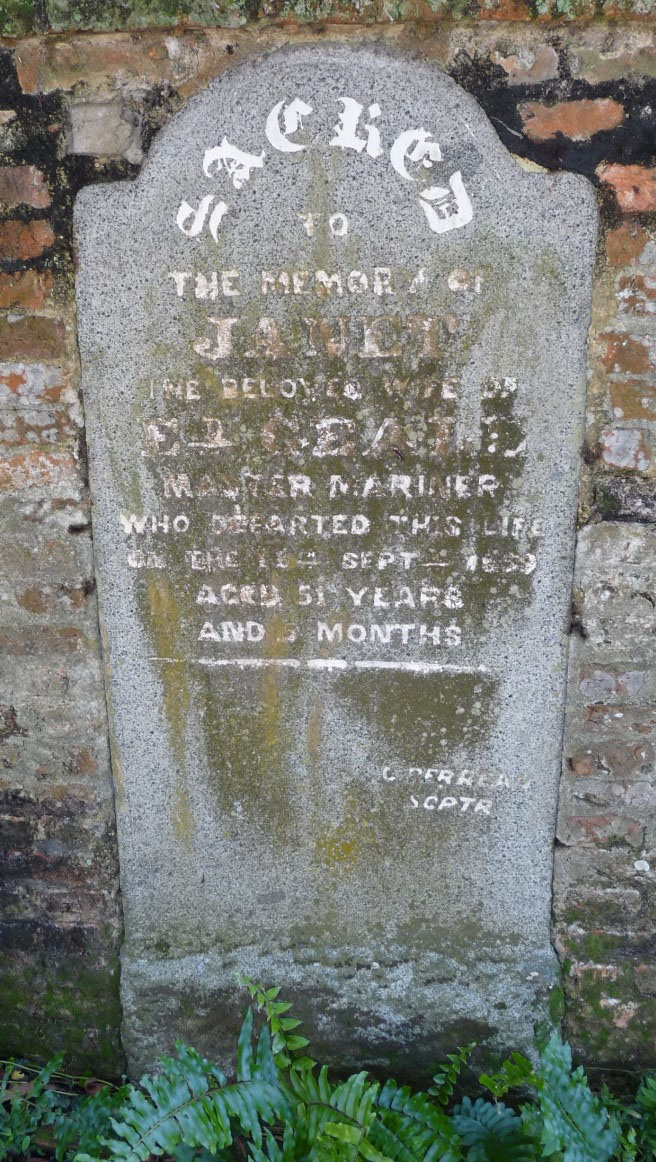 SACRED
TO
THE MEMORY OF
JANET
THE BELOVED WIFE OF
MASTER MARINER
WHO DEPARTED THIS LIFE
ON THE SEPT
AGED 51 YEARS
AND MONTHS
SCPTR